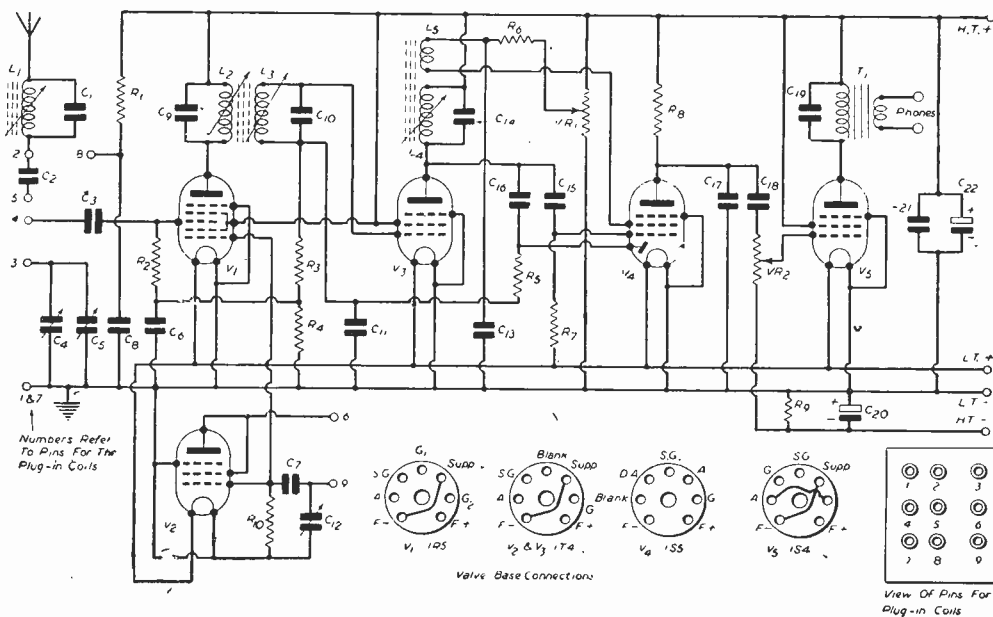 H.T.+
L1
C1
R1
2
8
C2
5
C3
4
3
C4
C5
C8
C6
R2
1&7
Numbers Refer
To Pins For The
Plug-in Coils
L2
L3
C9
C10
V1
R3
R4
C11
L5
R6
L4
C14
VR1
C16
C15
V3
R5
R7
C13
R8
V4
C17
C18
VR2
C19
T1
Phones
V5
-21
C22
+
-
L.T.+
L.T-
H.T-
R9
+
-
C20
6
9
V2
C7
R10
C12
G1
S.G.
Supp
A
G2
F-
F+
V1 1R5
Blank
S.G.
Supp
A
G
F-
F+
V2 & V3 1T4
S.G.
D.A
A
Blank
G
F-
F+
V4 1S5
S.G
G
Supp
A
F-
F+
V5 1S4
Valve Base Connections
1 2 3
4 5 6
7 8 9
View Of Pins For
Plug-in Coils